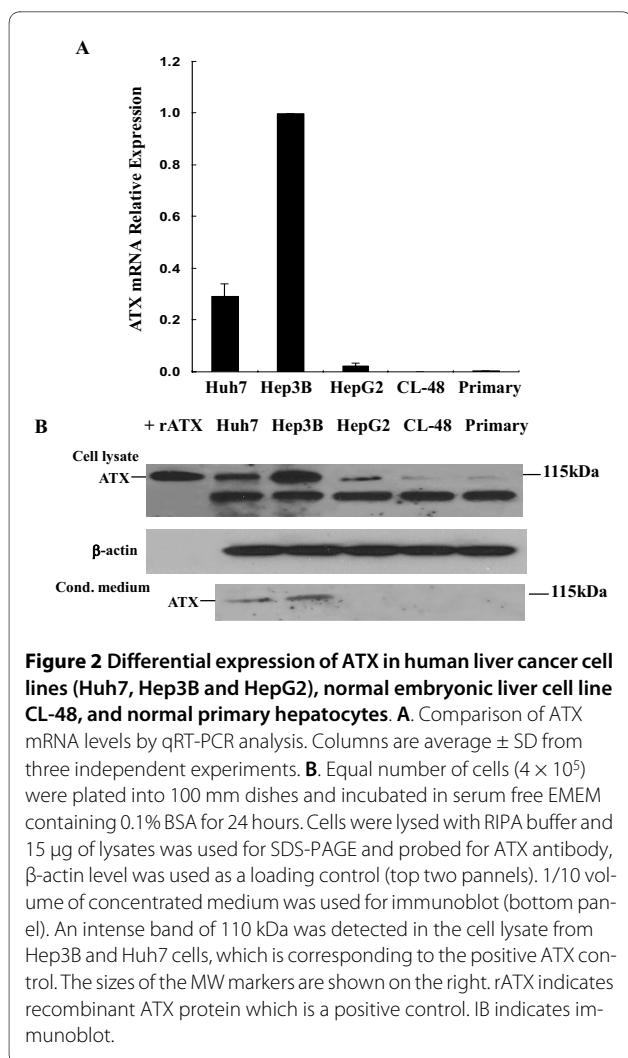 A
1.2
1.0
0.8
0.6
0.4
0.2
0.0
ATX mRNA Relative Expression
Huh7 Hep3B HepG2 CL-48 Primary
B
+ rATX Huh7 Hep3B HepG2 CL-48 Primary
Cell lysate
ATX
115kDa
β-actin
Cond. medium
ATX
115kDa
Figure 2 Differential expression of ATX in human liver cancer cell
lines (Huh7, Hep3B and HepG2), normal embryonic liver cell line
CL-48, and normal primary hepatocytes. A. Comparison of ATX
mRNA levels by qRT-PCR analysis. Columns are average ± SD from
three independent experiments. B. Equal number of cells (4 × 10⁵)
were plated into 100 mm dishes and incubated in serum free EMEM
containing 0.1% BSA for 24 hours. Cells were lysed with RIPA buffer and
15 μg of lysates was used for SDS-PAGE and probed for ATX antibody,
β-actin level was used as a loading control (top two pannels). 1/10 vol-
ume of concentrated medium was used for immunoblot (bottom pan-
el). An intense band of 110 kDa was detected in the cell lysate from
Hep3B and Huh7 cells, which is corresponding to the positive ATX con-
trol. The sizes of the MW markers are shown on the right. rATX indicates
recombinant ATX protein which is a positive control. IB indicates im-
munoblot.